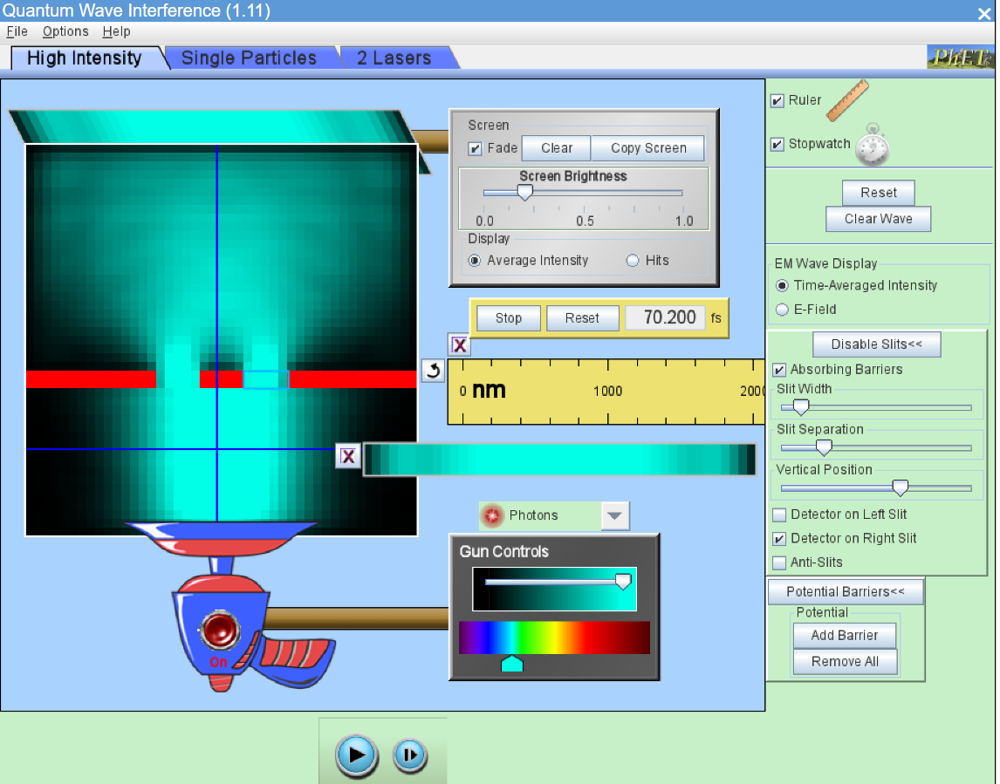 Quantum Wave Interference (1.11)
File Options Help
High Intensity Single Particles 2 Lasers
PhET
Ruler
Stopwatch
Reset
Clear Wave
EM Wave Display
Time-Averaged Intensity
E-Field
Disable Slits<<
Absorbing Barriers
Slit Width
Slit Separation
Vertical Position
Detector on Left Slit
Detector on Right Slit
Anti-Slits
Potential Barriers<<
Potential
Add Barrier
Remove All
Screen
Fade Clear Copy Screen
Screen Brightness
0.0 0.5 1.0
Display
Average Intensity Hits
Stop Reset 70.200 fs
X
0 nm 1000 2000
X
Photons
Gun Controls
On